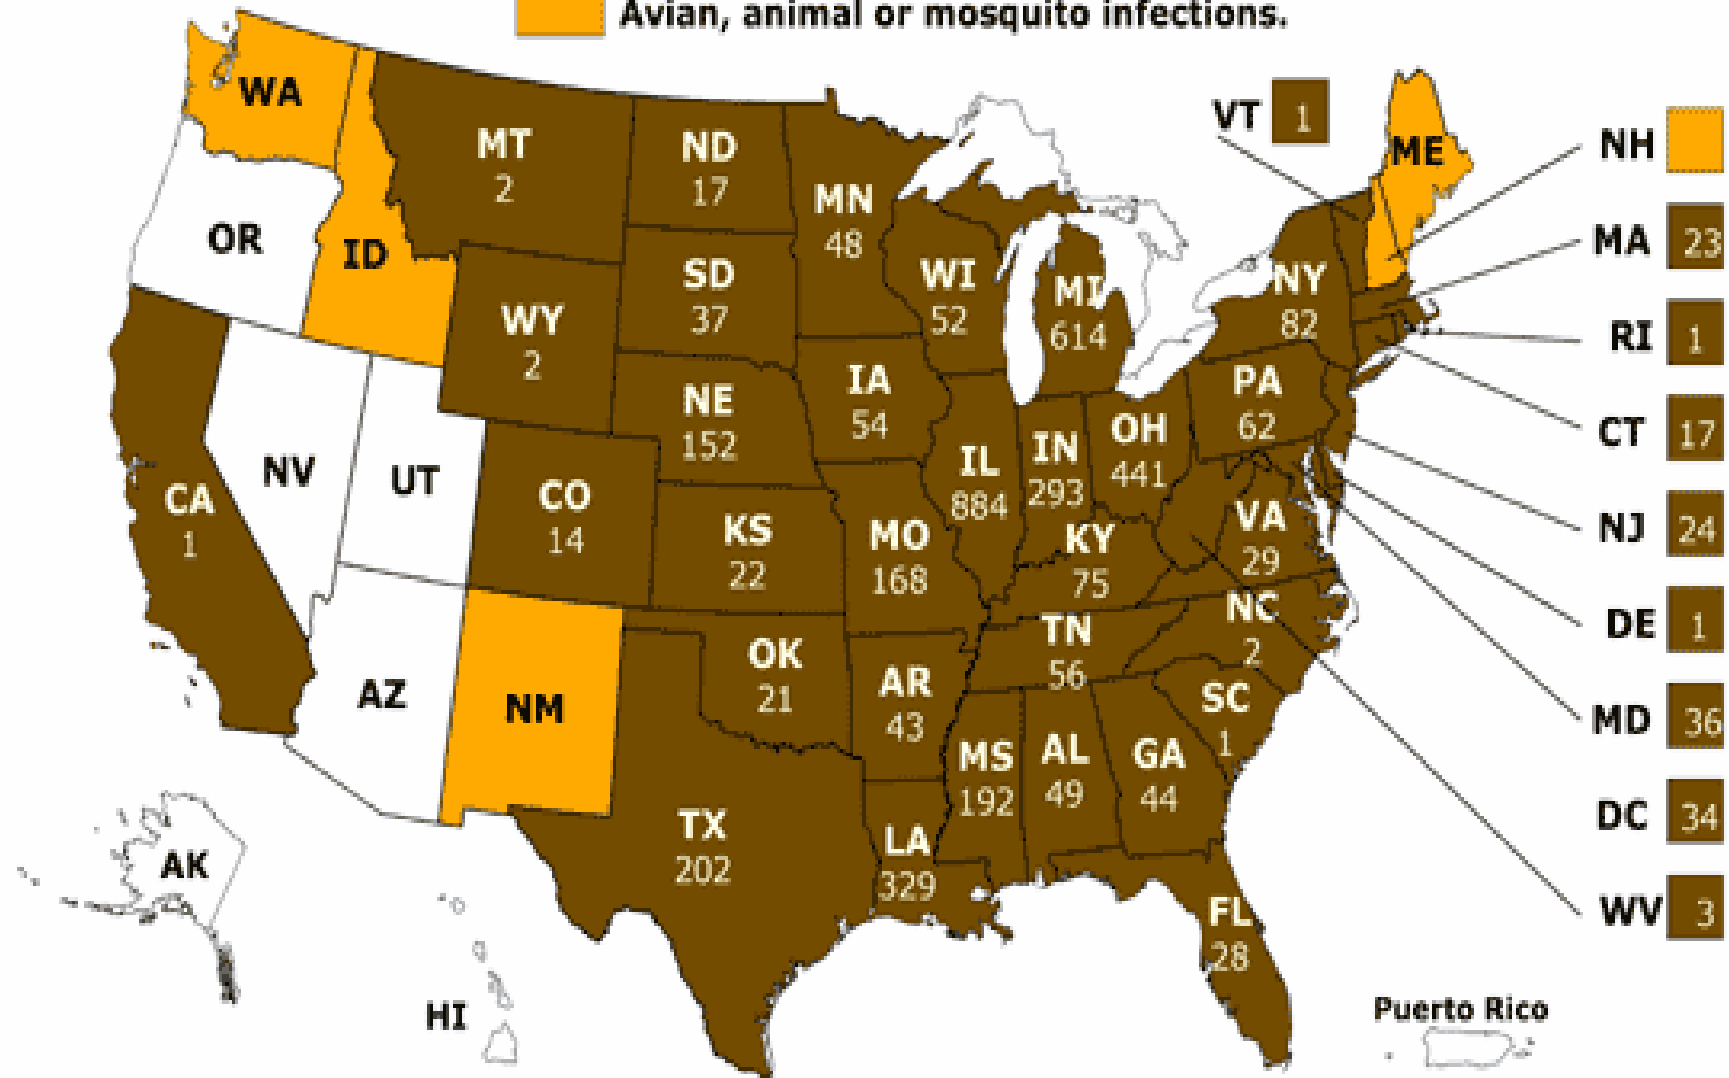 Avian, animal or mosquito infections.
WA
MT
2
ND
17
MN
48
VT 1
ME
NH
OR
ID
SD
37
WI
52
MI
614
NY
82
MA 23
WY
2
RI 1
NE
152
IA
54
PA
62
CT 17
IL
884
IN
293
OH
441
NV
UT
CO
14
CA
1
KS
22
MO
168
KY
75
VA
29
NJ 24
NC
2
DE 1
OK
21
TN
56
AR
43
AZ
NM
SC
1
MD 36
MS
192
AL
49
GA
44
TX
202
LA
329
DC 34
AK
FL
28
WV 3
HI
Puerto Rico